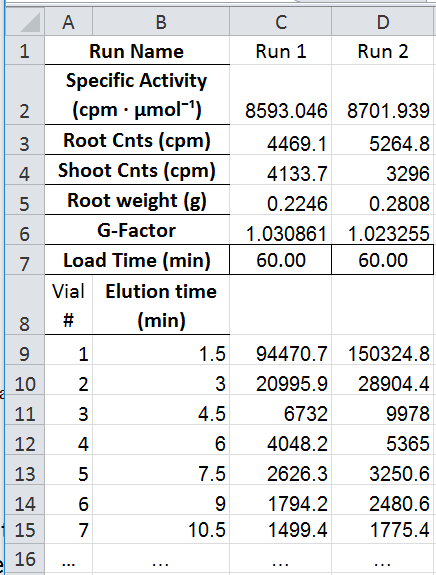 A B C D
1 Run Name Run 1 Run 2
Specific Activity
2 (cpm · µmol⁻¹) 8593.046 8701.939
3 Root Cnts (cpm) 4469.1 5264.8
4 Shoot Cnts (cpm) 4133.7 3296
5 Root weight (g) 0.2246 0.2808
6 G-Factor 1.030861 1.023255
7 Load Time (min) 60.00 60.00
Vial Elution time
8 # (min)
9 1 1.5 94470.7 150324.8
10 2 3 20995.9 28904.4
11 3 4.5 6732 9978
12 4 6 4048.2 5365
13 5 7.5 2626.3 3250.6
14 6 9 1794.2 2480.6
15 7 10.5 1499.4 1775.4
16 ... ... ... ...